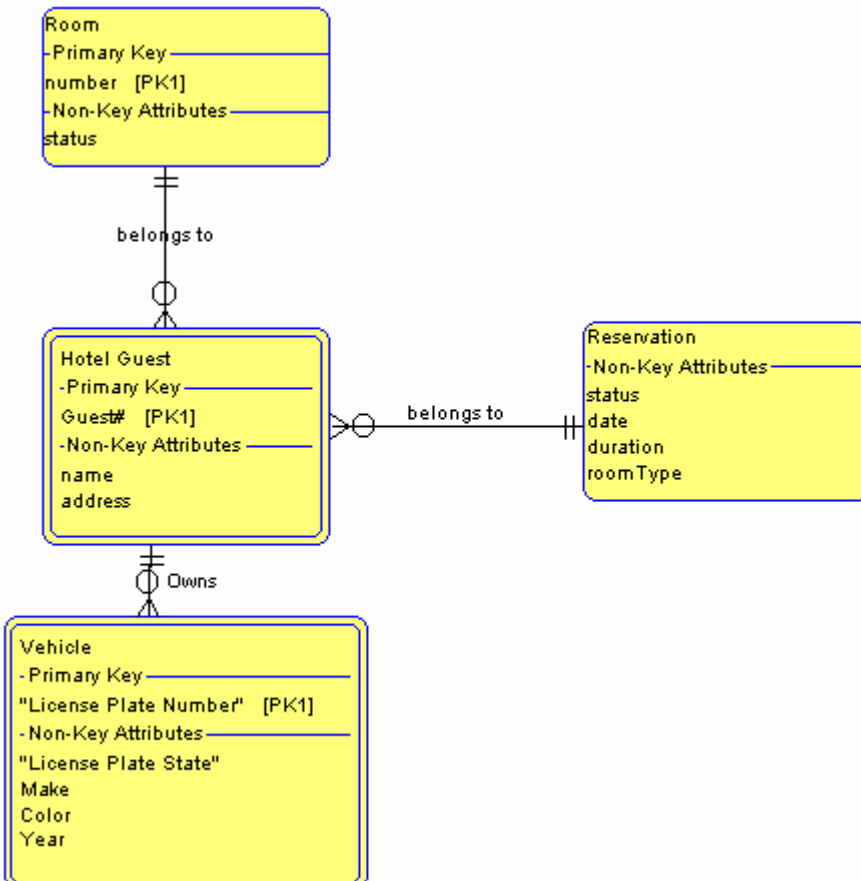 Room
-Primary Key
number [PK1]
-Non-Key Attributes
status
belongs to
Hotel Guest
-Primary Key
Guest# [PK1]
-Non-Key Attributes
name
address
belongs to
Reservation
-Non-Key Attributes
status
date
duration
roomType
Owns
Vehicle
-Primary Key
"License Plate Number" [PK1]
-Non-Key Attributes
"License Plate State"
Make
Color
Year